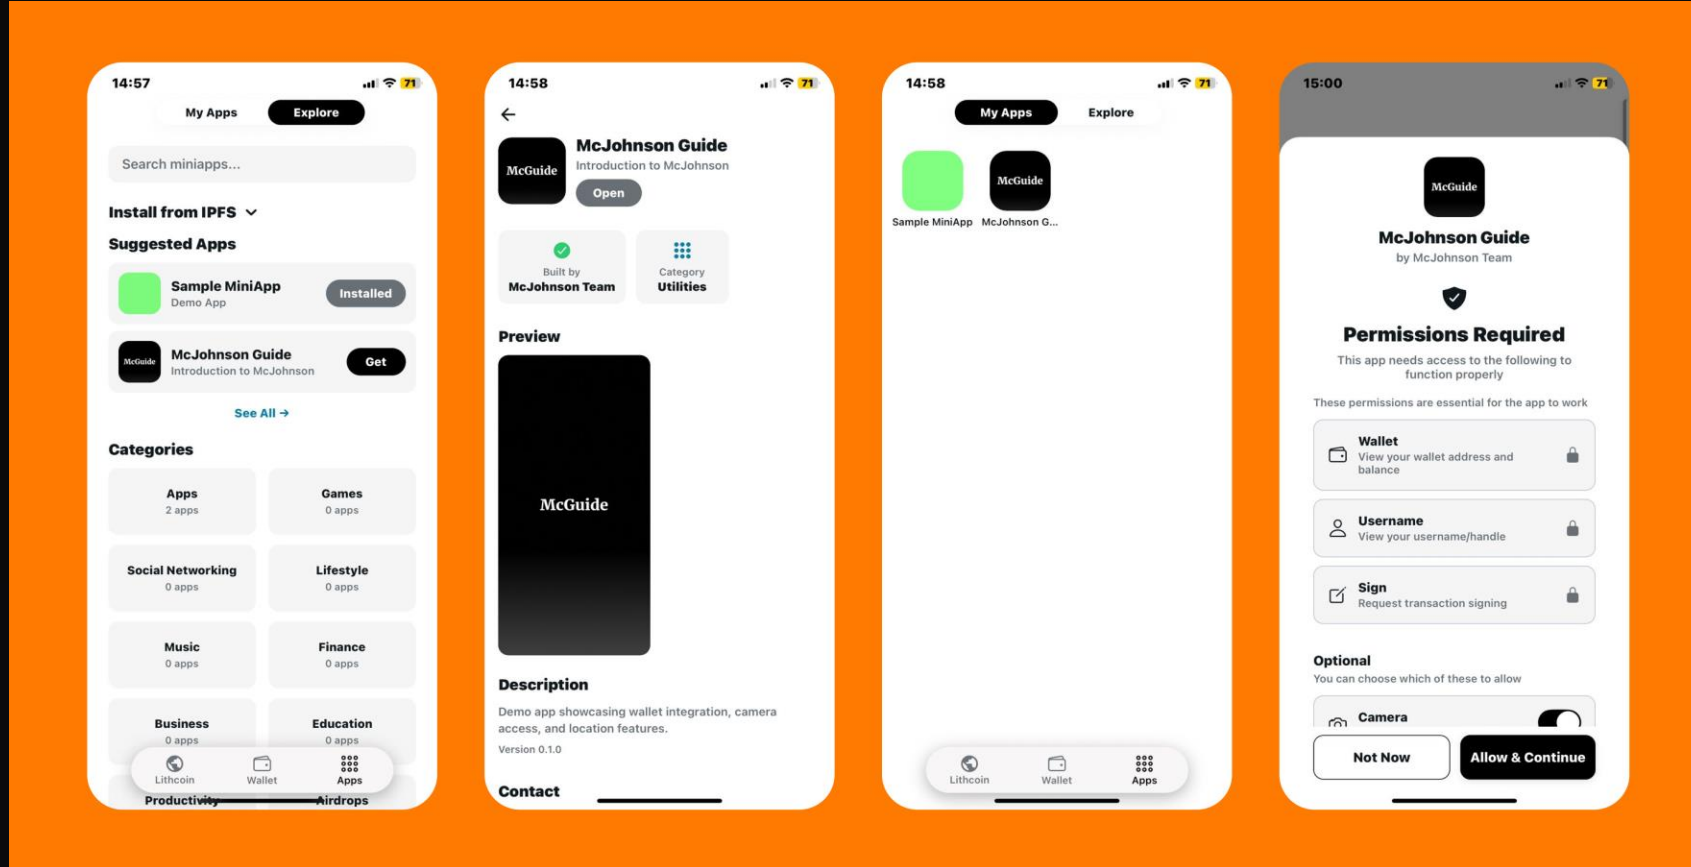 14:57
71
My Apps
Explore
Search miniapps...
Install from IPFS
Suggested Apps
Sample MiniApp
Demo App
Installed
McGuide
McJohnson Guide
Introduction to McJohnson
Get
See All →
Categories
Apps
2 apps
Games
0 apps
Social Networking
0 apps
Lifestyle
0 apps
Music
0 apps
Finance
0 apps
Business
0 apps
Education
0 apps
Lithcoin
Wallet
Apps
Productivity
Airdrops
14:58
71
McGuide
McJohnson Guide
Introduction to McJohnson
Open
Built by
McJohnson Team
Category
Utilities
Preview
McGuide
Description
Demo app showcasing wallet integration, camera
access, and location features.
Version 0.1.0
Contact
14:58
71
My Apps
Explore
McGuide
Sample MiniApp
McJohnson G...
Lithcoin
Wallet
Apps
15:00
71
McGuide
McJohnson Guide
by McJohnson Team
Permissions Required
This app needs access to the following to
function properly
These permissions are essential for the app to work
Wallet
View your wallet address and
balance
Username
View your username/handle
Sign
Request transaction signing
Optional
You can choose which of these to allow
Camera
Not Now
Allow & Continue